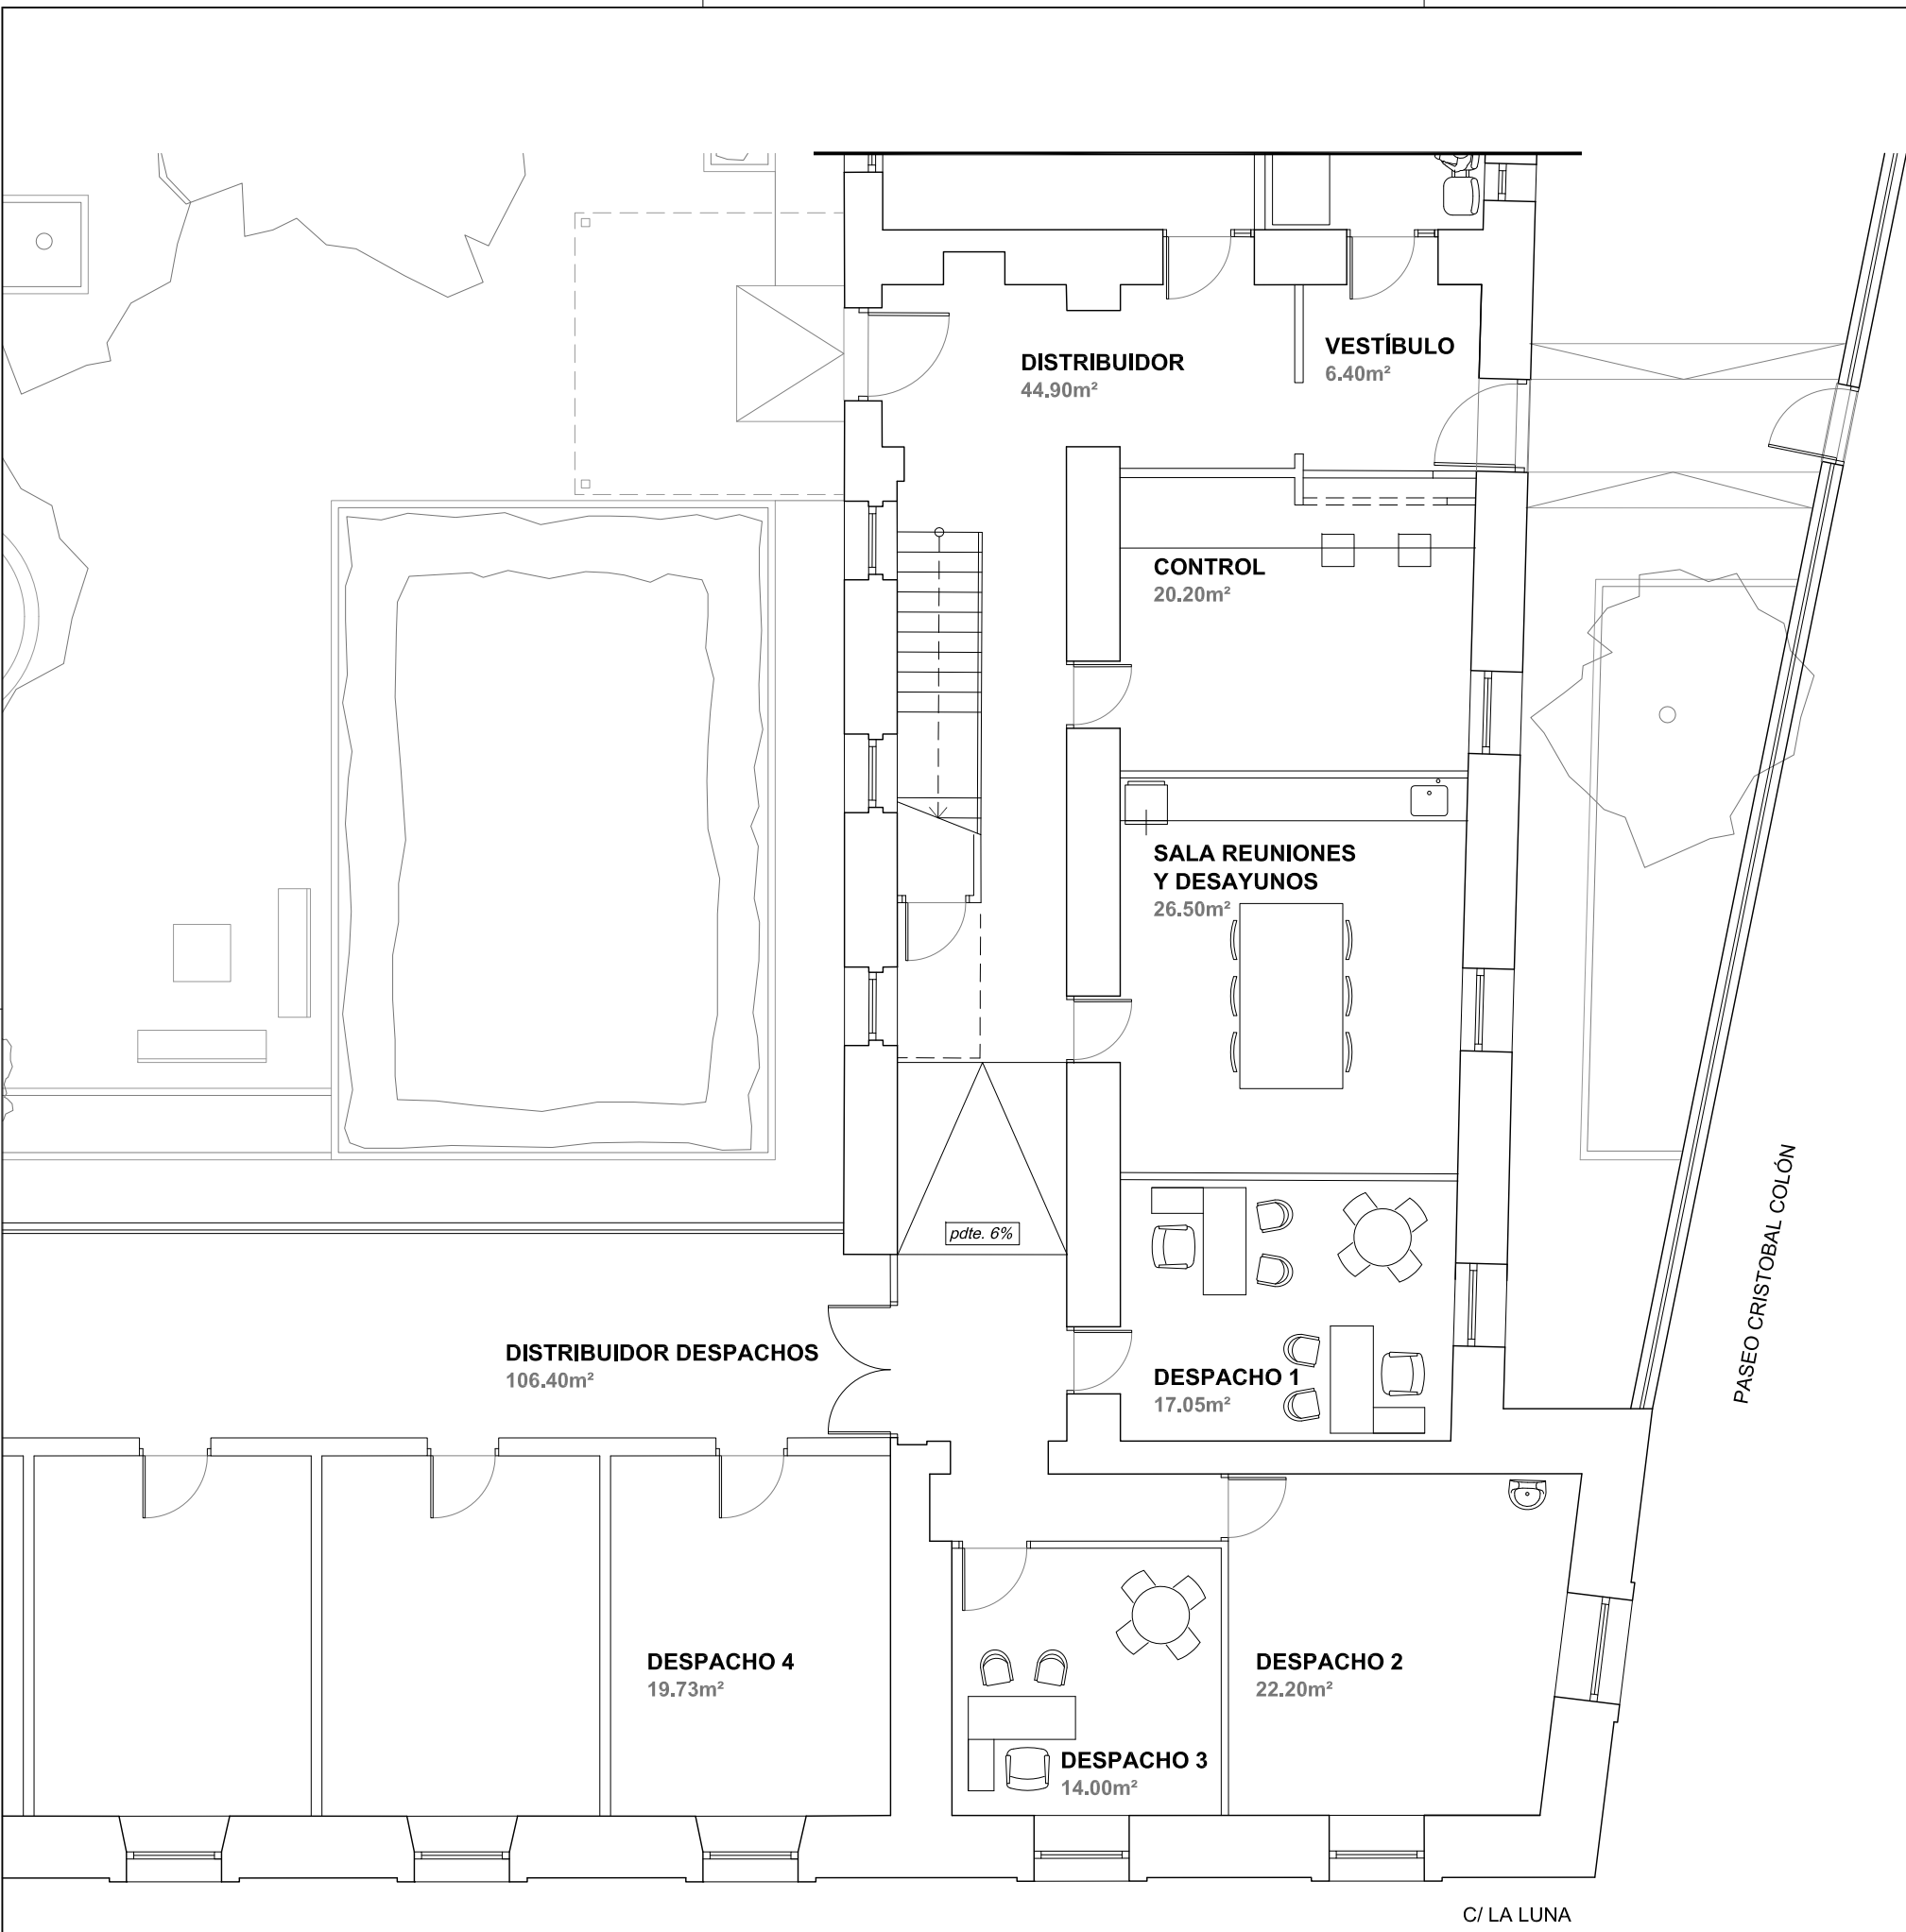 DISTRIBUIDOR
44.90m²
VESTÍBULO
6.40m²
CONTROL
20.20m²
SALA REUNIONES
Y DESAYUNOS
26.50m²
pdte. 6%
PASEO CRISTOBAL COLÓN
DISTRIBUIDOR DESPACHOS
106.40m²
DESPACHO 1
17.05m²
DESPACHO 4
19.73m²
DESPACHO 2
22.20m²
DESPACHO 3
14.00m²
C/ LA LUNA